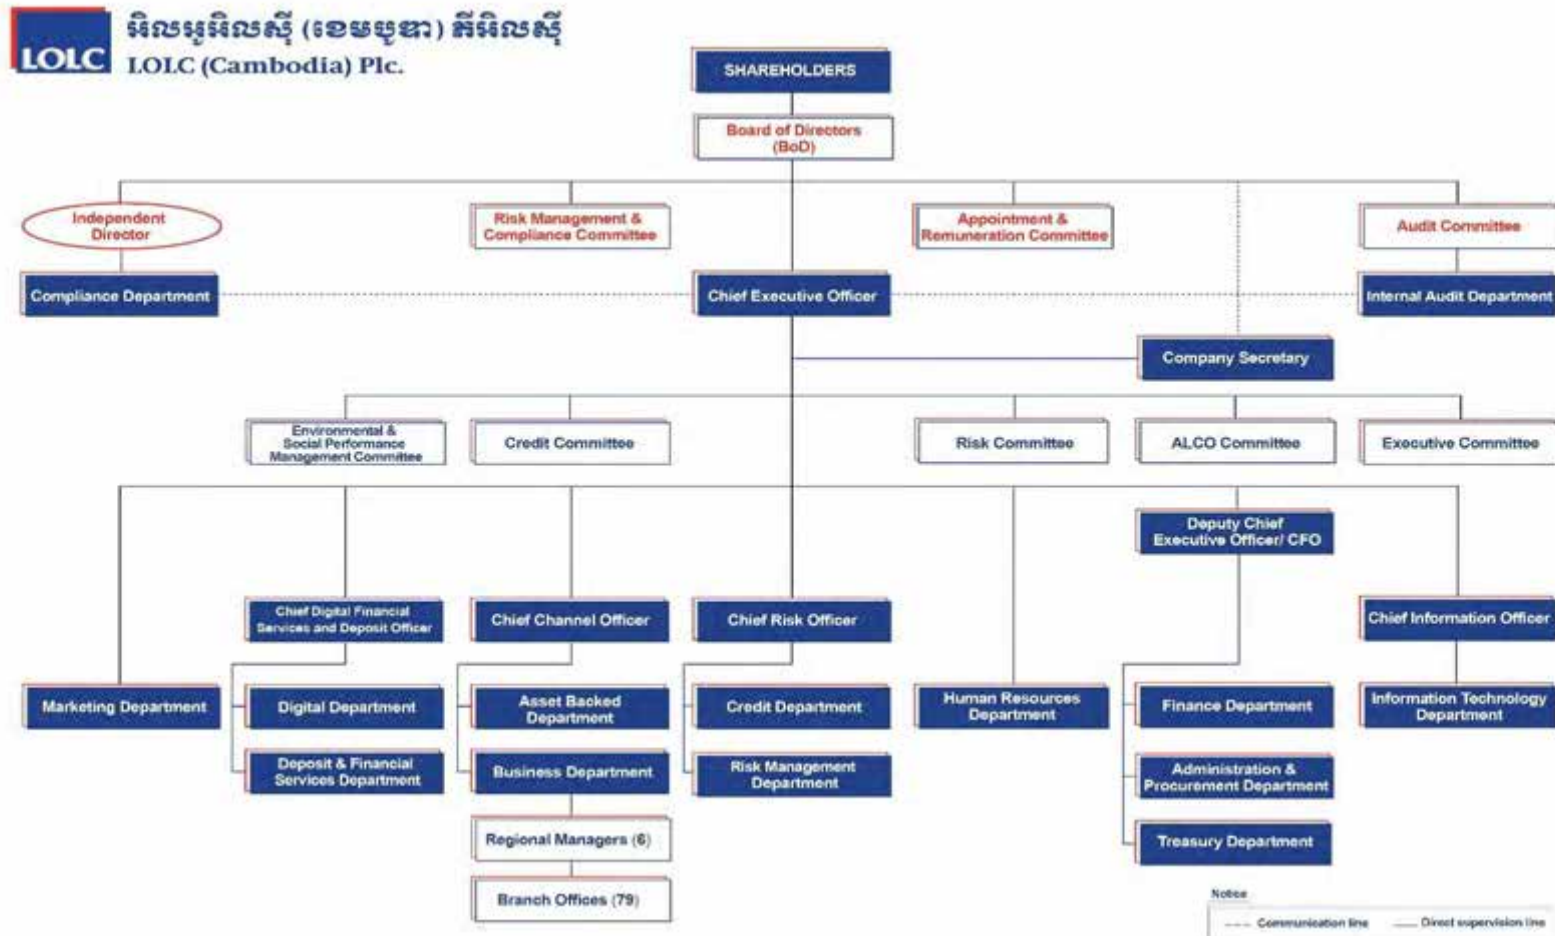 អិលអូអិលស៊ី (ខេមបូឌា) ភីអិលស៊ី
LOLC
LOLC (Cambodia) Plc.
SHAREHOLDERS
Board of Directors
(BoD)
Independent
Director
Risk Management &
Compliance Committee
Appointment &
Remuneration Committee
Audit Committee
Compliance Department
Chief Executive Officer
Internal Audit Department
Company Secretary
Environmental &
Social Performance
Management Committee
Credit Committee
Risk Committee
ALCO Committee
Executive Committee
Deputy Chief
Executive Officer/ CFO
Chief Digital Financial
Services and Deposit Officer
Chief Channel Officer
Chief Risk Officer
Chief Information Officer
Marketing Department
Digital Department
Asset Backed
Department
Credit Department
Human Resources
Department
Finance Department
Information Technology
Department
Deposit & Financial
Services Department
Business Department
Risk Management
Department
Administration &
Procurement Department
Regional Managers (6)
Treasury Department
Branch Offices (79)
Notice
Communication line
Direct supervision line